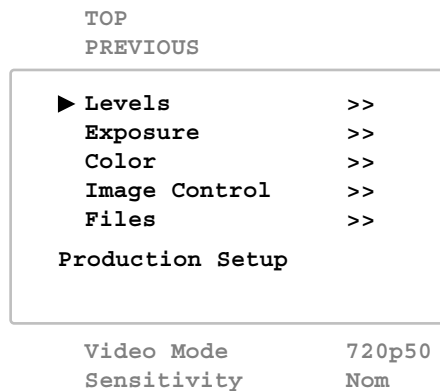 TOP
PREVIOUS
Levels >>
Exposure >>
Color >>
Image Control >>
Files >>
Production Setup
Video Mode 720p50
Sensitivity Nom